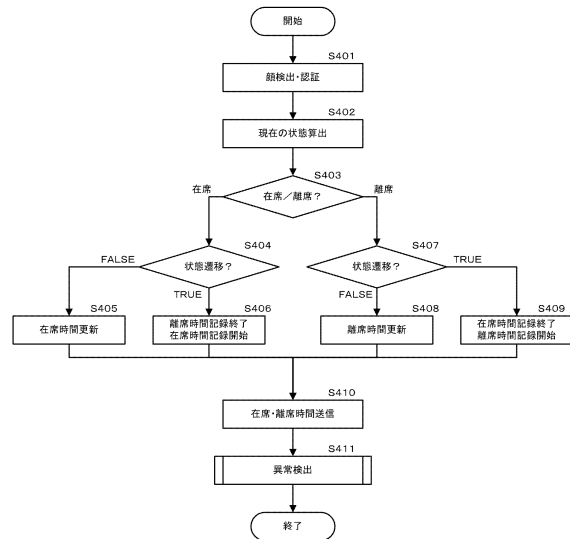 開始
S401
顔検出・認証
S402
現在の状態算出
S403
在席
在席／離席？
離席
S404
S407
FALSE
状態遷移？
状態遷移？
TRUE
TRUE
FALSE
S405
S406
S408
S409
在席時間更新
離席時間記録終了
在席時間記録開始
離席時間更新
在席時間記録終了
離席時間記録開始
S410
在席・離席時間送信
S411
異常検出
終了